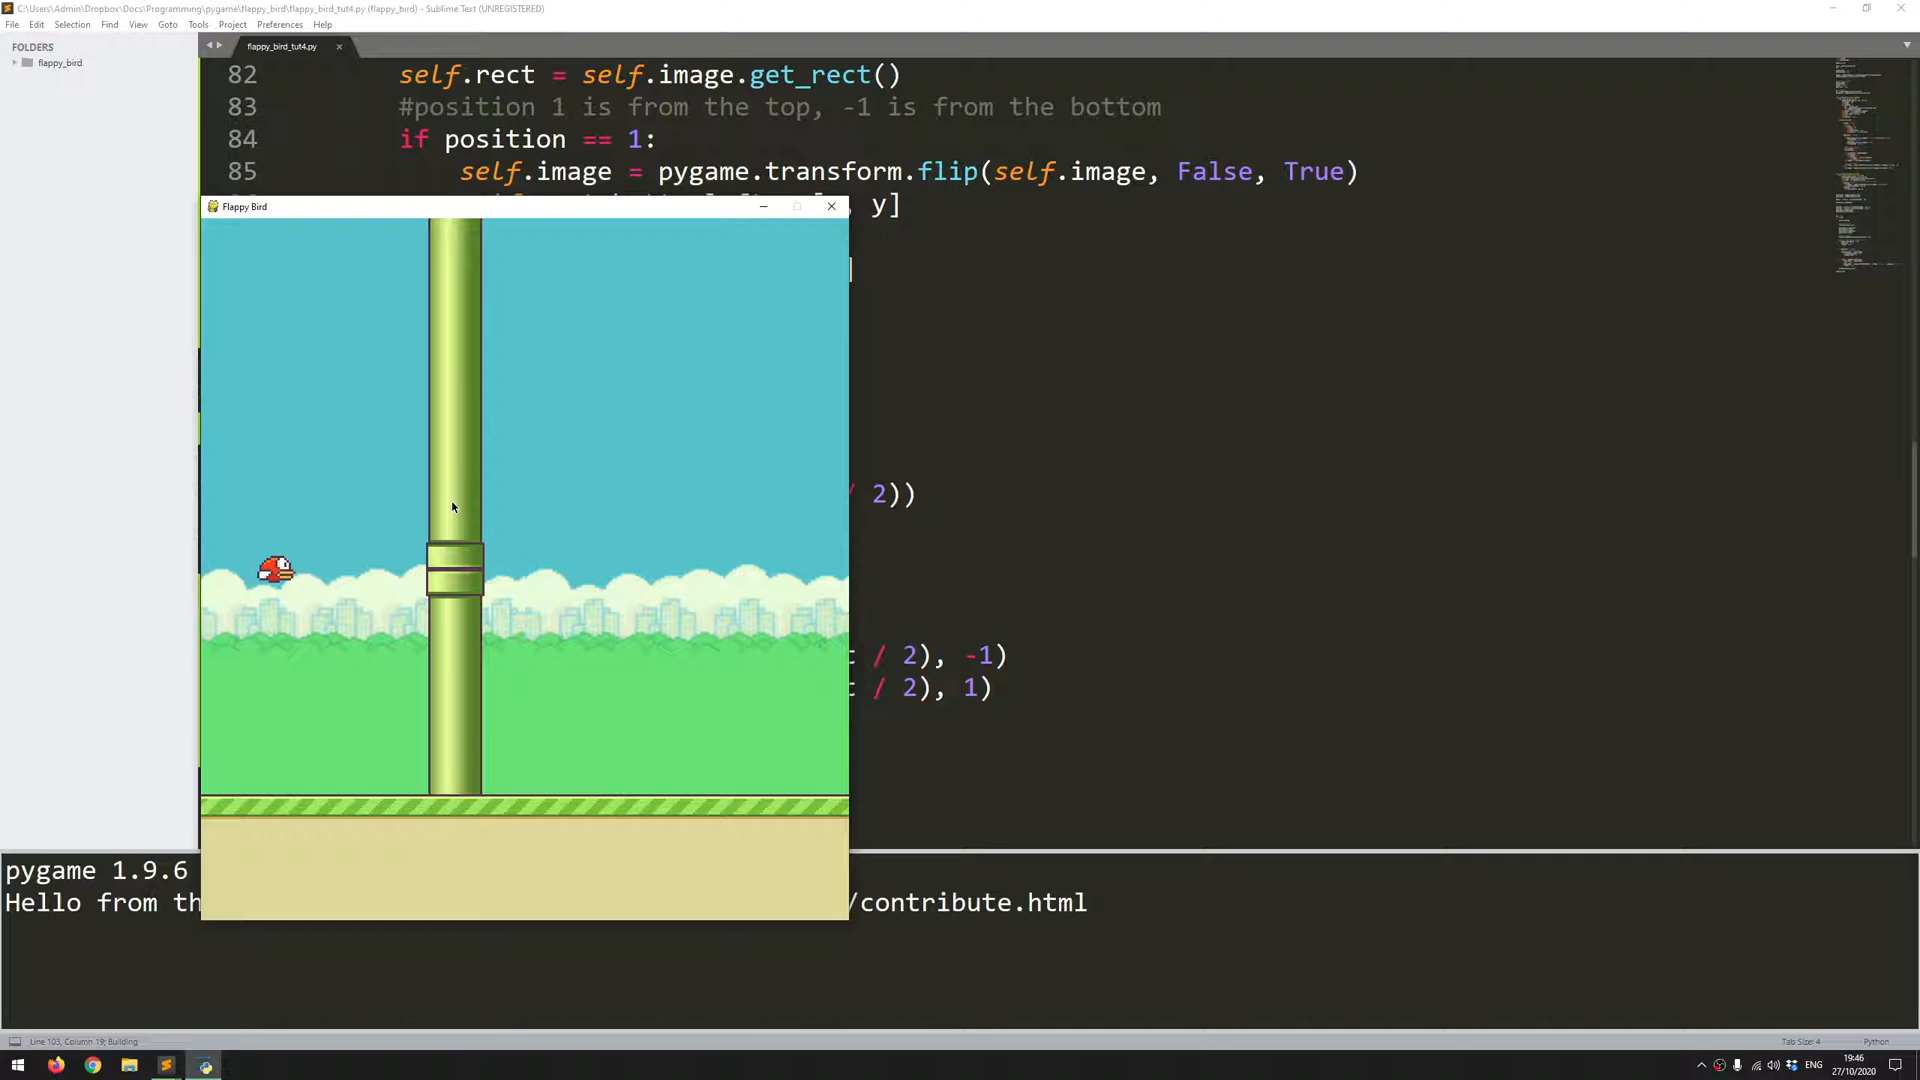 C:\Users\Admin\Dropbox\Docs\Programming\pygame\flappy_bird\flappy_bird_tut4.py (flappy_bird) - Sublime Text (UNREGISTERED)
File Edit Selection Find View Goto Tools Project Preferences Help
FOLDERS
flappy_bird
flappy_bird_tut4.py
82 self.rect = self.image.get_rect()
83 #position 1 is from the top, -1 is from the bottom
84 if position == 1:
85 self.image = pygame.transform.flip(self.image, False, True)
, y]
Flappy Bird
]
/ 2))
t / 2), -1)
t / 2), 1)
pygame 1.9.6
Hello from th
/contribute.html
Line 103, Column 19; Building
Tab Size: 4
Python
ENG
19:46
27/10/2020